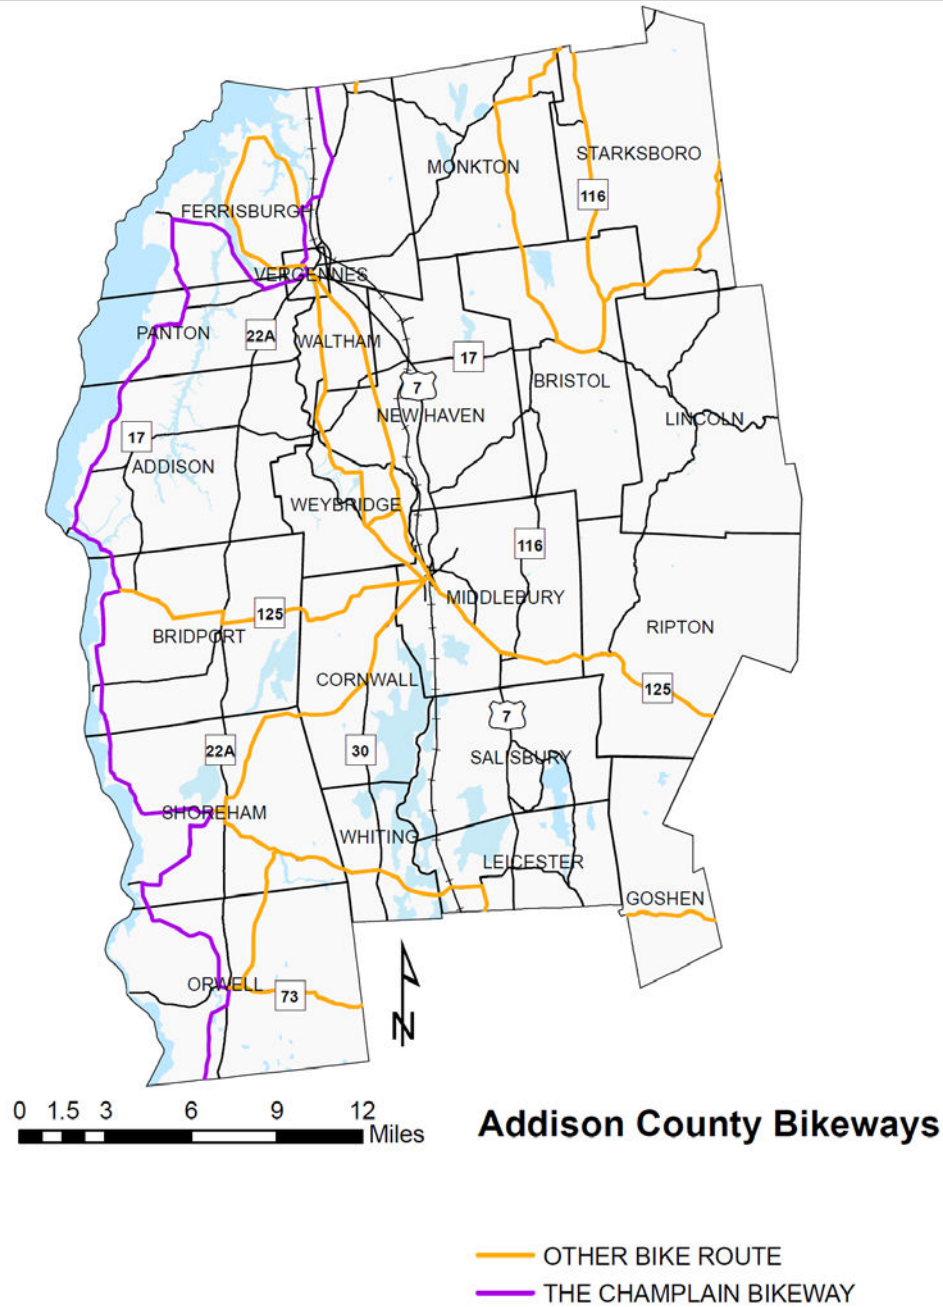 MONKTON
STARKSBORO
116
FERRISBURGH
VERGENNES
PANTON
22A
WALTHAM
17
7
BRISTOL
NEW HAVEN
LINCOLN
17
ADDISON
WEYBRIDGE
116
MIDDLEBURY
125
BRIDPORT
RIPTON
CORNWALL
125
7
22A
30
SALISBURY
SHOREHAM
WHITING
LEICESTER
GOSHEN
ORWELL
73
N
0 1.5 3 6 9 12
Miles
Addison County Bikeways
OTHER BIKE ROUTE
THE CHAMPLAIN BIKEWAY